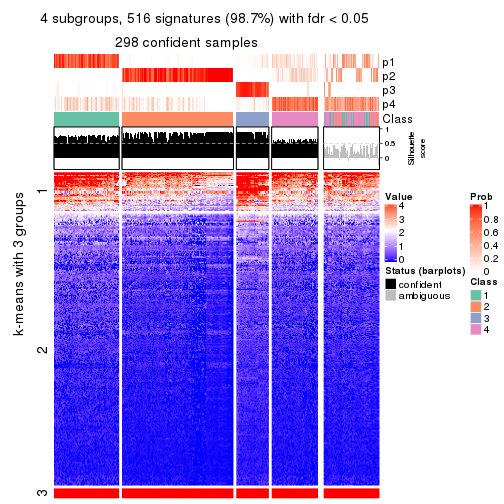 4 subgroups, 516 signatures (98.7%) with fdr < 0.05
298 confident samples
p1
p2
p3
p4
Class
1
0.5
0
Silhouette
score
k-means with 3 groups
1
2
3
Value
4
3
2
1
0
Status (barplots)
confident
ambiguous
Prob
1
0.8
0.6
0.4
0.2
0
Class
1
2
3
4